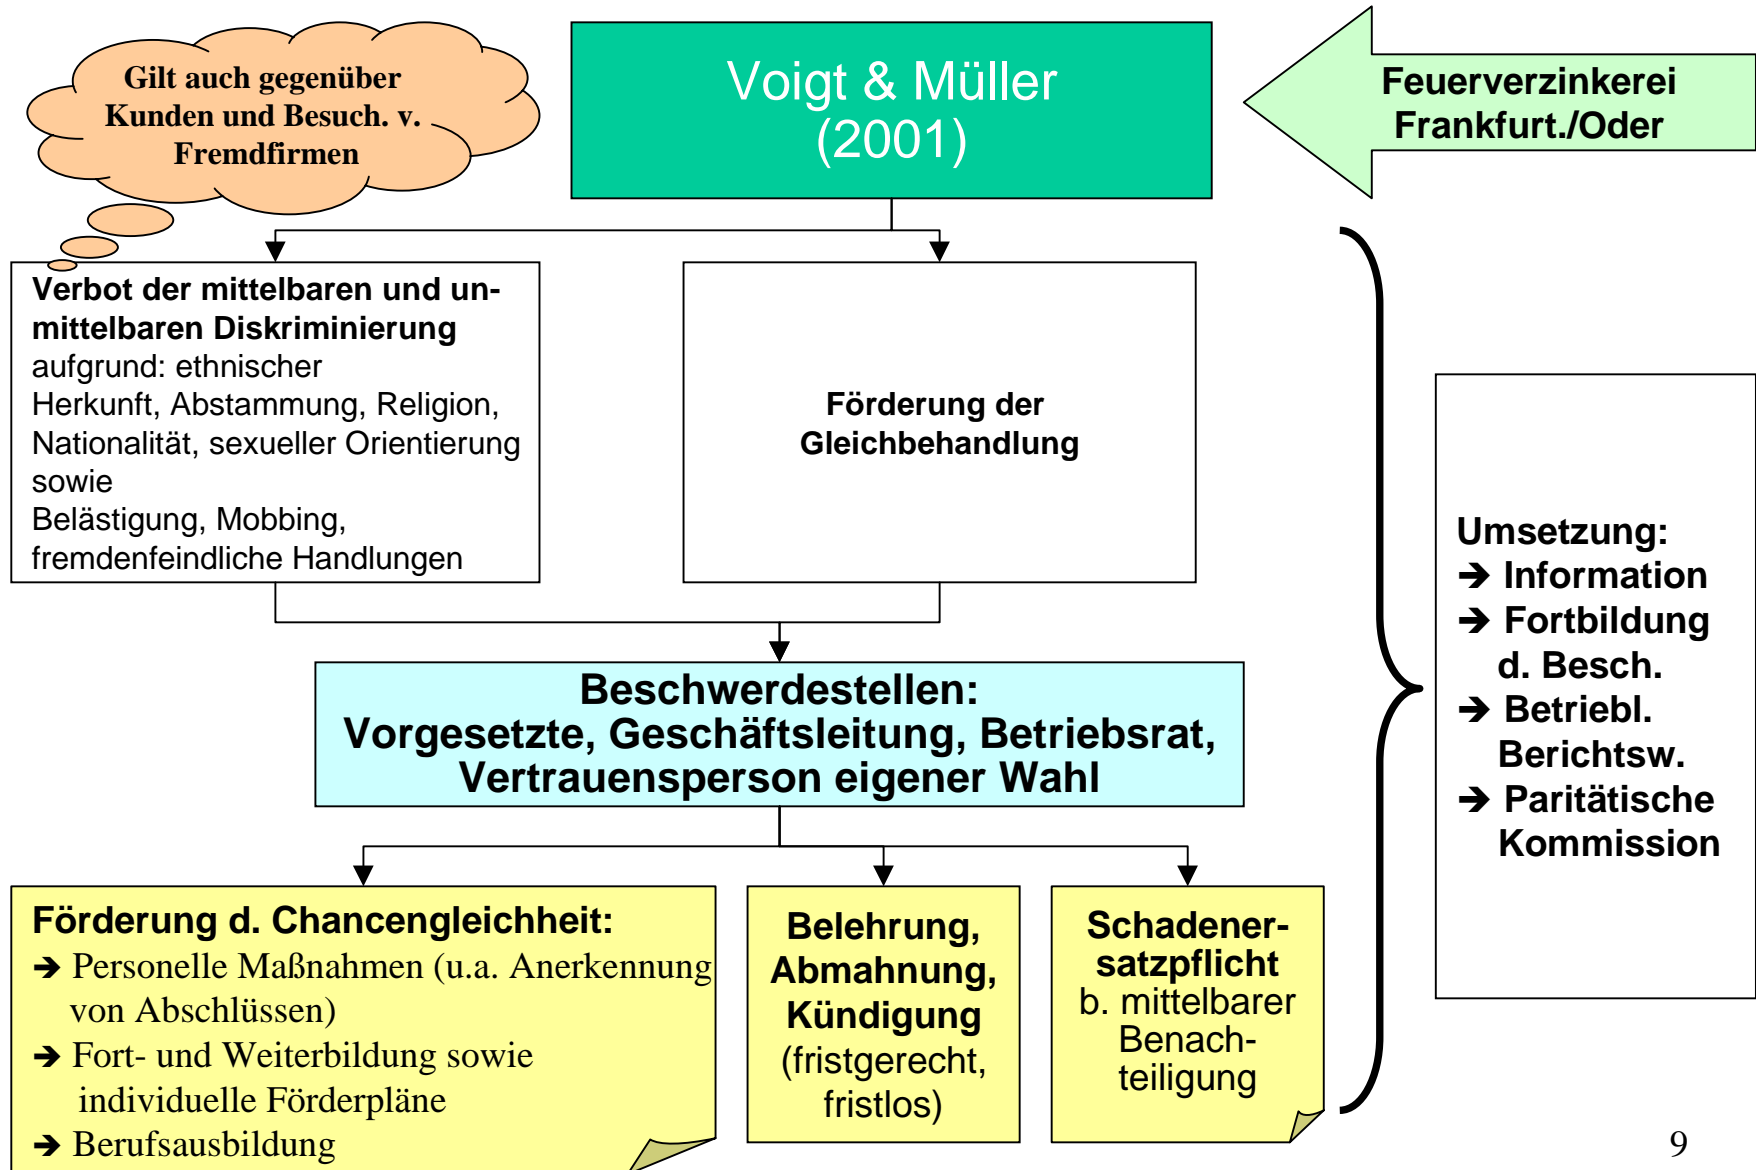 Gilt auch gegenüber
Kunden und Besuch. v.
Fremdfirmen
Voigt & Müller
(2001)
Feuerverzinkerei
Frankfurt./Oder
Verbot der mittelbaren und un-
mittelbaren Diskriminierung
aufgrund: ethnischer
Herkunft, Abstammung, Religion,
Nationalität, sexueller Orientierung
sowie
Belästigung, Mobbing,
fremdenfeindliche Handlungen
Förderung der
Gleichbehandlung
Beschwerdestellen:
Vorgesetzte, Geschäftsleitung, Betriebsrat,
Vertrauensperson eigener Wahl
Förderung d. Chancengleichheit:
➔ Personelle Maßnahmen (u.a. Anerkennung
von Abschlüssen)
➔ Fort- und Weiterbildung sowie
individuelle Förderpläne
➔ Berufsausbildung
Belehrung,
Abmahnung,
Kündigung
(fristgerecht,
fristlos)
Schadener-
satzpflicht
b. mittelbarer
Benach-
teiligung
Umsetzung:
➔ Information
➔ Fortbildung
d. Besch.
➔ Betriebl.
Berichtsw.
➔ Paritätische
Kommission
9